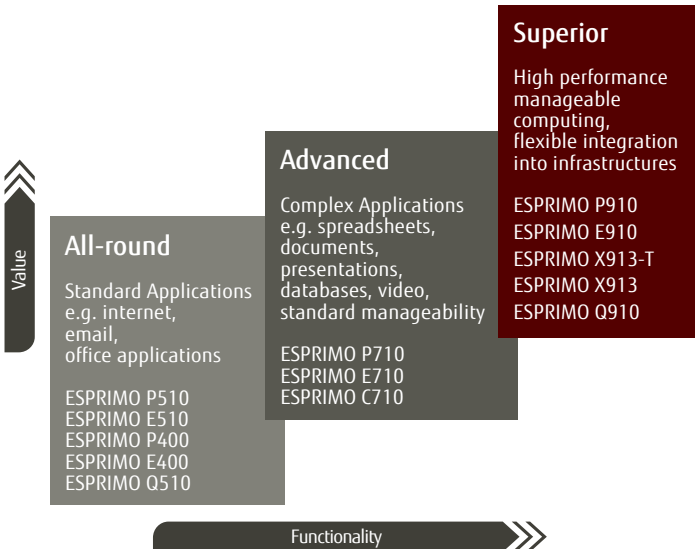 Superior
High performance
manageable
computing,
flexible integration
into infrastructures
ESPRIMO P910
ESPRIMO E910
ESPRIMO X913-T
ESPRIMO X913
ESPRIMO Q910
Advanced
Complex Applications
e.g. spreadsheets,
documents,
presentations,
databases, video,
standard manageability
ESPRIMO P710
ESPRIMO E710
ESPRIMO C710
All-round
Standard Applications
e.g. internet,
email,
office applications
ESPRIMO P510
ESPRIMO E510
ESPRIMO P400
ESPRIMO E400
ESPRIMO Q510
Value
Functionality